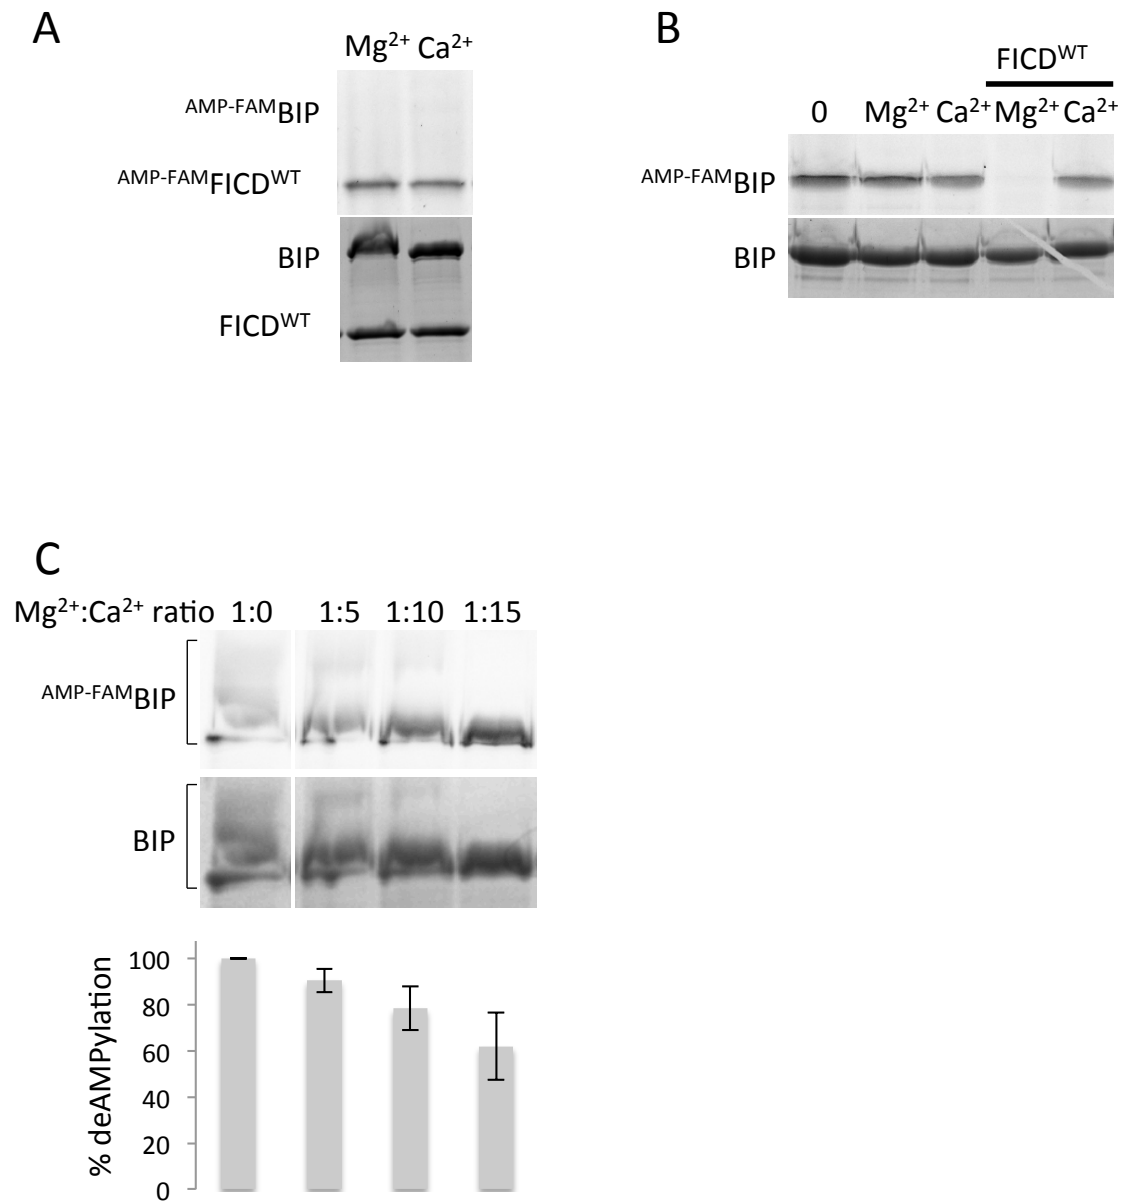 A
Mg²⁺ Ca²⁺
AMP-FAMBIP
AMP-FAMFICDWT
BIP
FICDWT
B
FICDWT
0 Mg²⁺ Ca²⁺ Mg²⁺ Ca²⁺
AMP-FAMBIP
BIP
C
Mg²⁺:Ca²⁺ ratio 1:0 1:5 1:10 1:15
AMP-FAMBIP
BIP
% deAMPylation
100
80
60
40
20
0